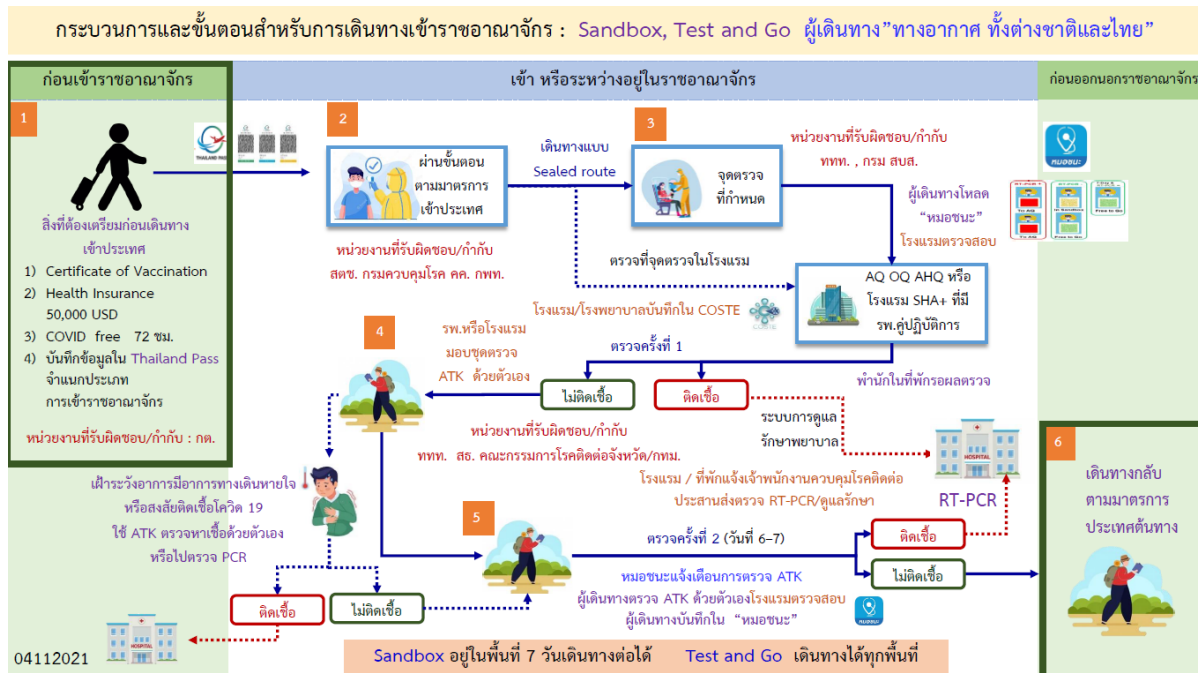 กระบวนการและขั้นตอนสำหรับการเดินทางเข้าราชอาณาจักร : Sandbox, Test and Go ผู้เดินทาง”ทางอากาศ ทั้งต่างชาติและไทย”
ก่อนเข้าราชอาณาจักร
เข้า หรือระหว่างอยู่ในราชอาณาจักร
ก่อนออกนอกราชอาณาจักร
1
THAILAND PASS
สิ่งที่ต้องเตรียมก่อนเดินทาง
เข้าประเทศ
1) Certificate of Vaccination
2) Health Insurance
50,000 USD
3) COVID free 72 ชม.
4) บันทึกข้อมูลใน Thailand Pass
จำแนกประเภท
การเข้าราชอาณาจักร
หน่วยงานที่รับผิดชอบ/กำกับ : กต.
2
ผ่านขั้นตอน
ตามมาตรการ
เข้าประเทศ
หน่วยงานที่รับผิดชอบ/กำกับ
สตช. กรมควบคุมโรค คค. กพท.
เดินทางแบบ
Sealed route
3
จุดตรวจ
ที่กำหนด
หน่วยงานที่รับผิดชอบ/กำกับ
ททท. , กรม สบส.
ผู้เดินทางโหลด
“หมอชนะ”
โรงแรมตรวจสอบ
หมอชนะ
To AQ
In Sandbox
Free to Go
To AQ
Free to Go
ตรวจที่จุดตรวจในโรงแรม
AQ OQ AHQ หรือ
โรงแรม SHA+ ที่มี
รพ.คู่ปฏิบัติการ
โรงแรม/โรงพยาบาลบันทึกใน COSTE
COSTE
ตรวจครั้งที่ 1
พำนักในที่พักรอผลตรวจ
ไม่ติดเชื้อ
ติดเชื้อ
4
รพ.หรือโรงแรม
มอบชุดตรวจ
ATK ด้วยตัวเอง
หน่วยงานที่รับผิดชอบ/กำกับ
ททท. สธ. คณะกรรมการโรคติดต่อจังหวัด/กทม.
ระบบการดูแล
รักษาพยาบาล
HOSPITAL
RT-PCR
โรงแรม / ที่พักแจ้งเจ้าพนักงานควบคุมโรคติดต่อ
ประสานส่งตรวจ RT-PCR/ดูแลรักษา
เฝ้าระวังอาการมีอาการทางเดินหายใจ
หรือสงสัยติดเชื้อโควิด 19
ใช้ ATK ตรวจหาเชื้อด้วยตัวเอง
หรือไปตรวจ PCR
ติดเชื้อ
ไม่ติดเชื้อ
HOSPITAL
5
ตรวจครั้งที่ 2 (วันที่ 6–7)
ติดเชื้อ
ไม่ติดเชื้อ
หมอชนะแจ้งเตือนการตรวจ ATK
ผู้เดินทางตรวจ ATK ด้วยตัวเองโรงแรมตรวจสอบ
ผู้เดินทางบันทึกใน “หมอชนะ”
หมอชนะ
6
เดินทางกลับ
ตามมาตรการ
ประเทศต้นทาง
04112021
Sandbox อยู่ในพื้นที่ 7 วันเดินทางต่อได้ Test and Go เดินทางได้ทุกพื้นที่